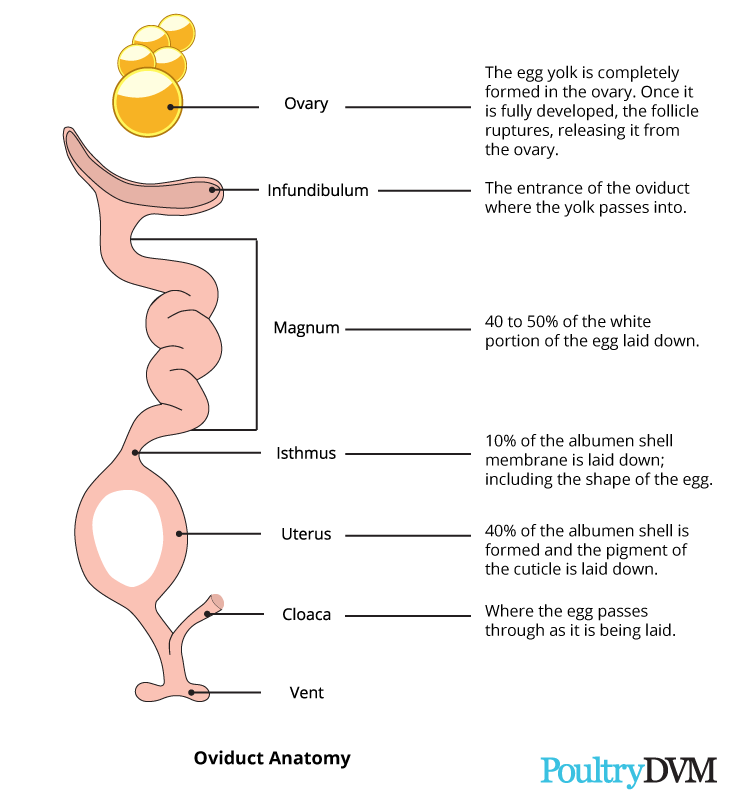 Ovary
The egg yolk is completely
formed in the ovary. Once it
is fully developed, the follicle
ruptures, releasing it from
the ovary.
Infundibulum
The entrance of the oviduct
where the yolk passes into.
Magnum
40 to 50% of the white
portion of the egg laid down.
Isthmus
10% of the albumen shell
membrane is laid down;
including the shape of the egg.
Uterus
40% of the albumen shell is
formed and the pigment of
the cuticle is laid down.
Cloaca
Where the egg passes
through as it is being laid.
Vent
Oviduct Anatomy
PoultryDVM